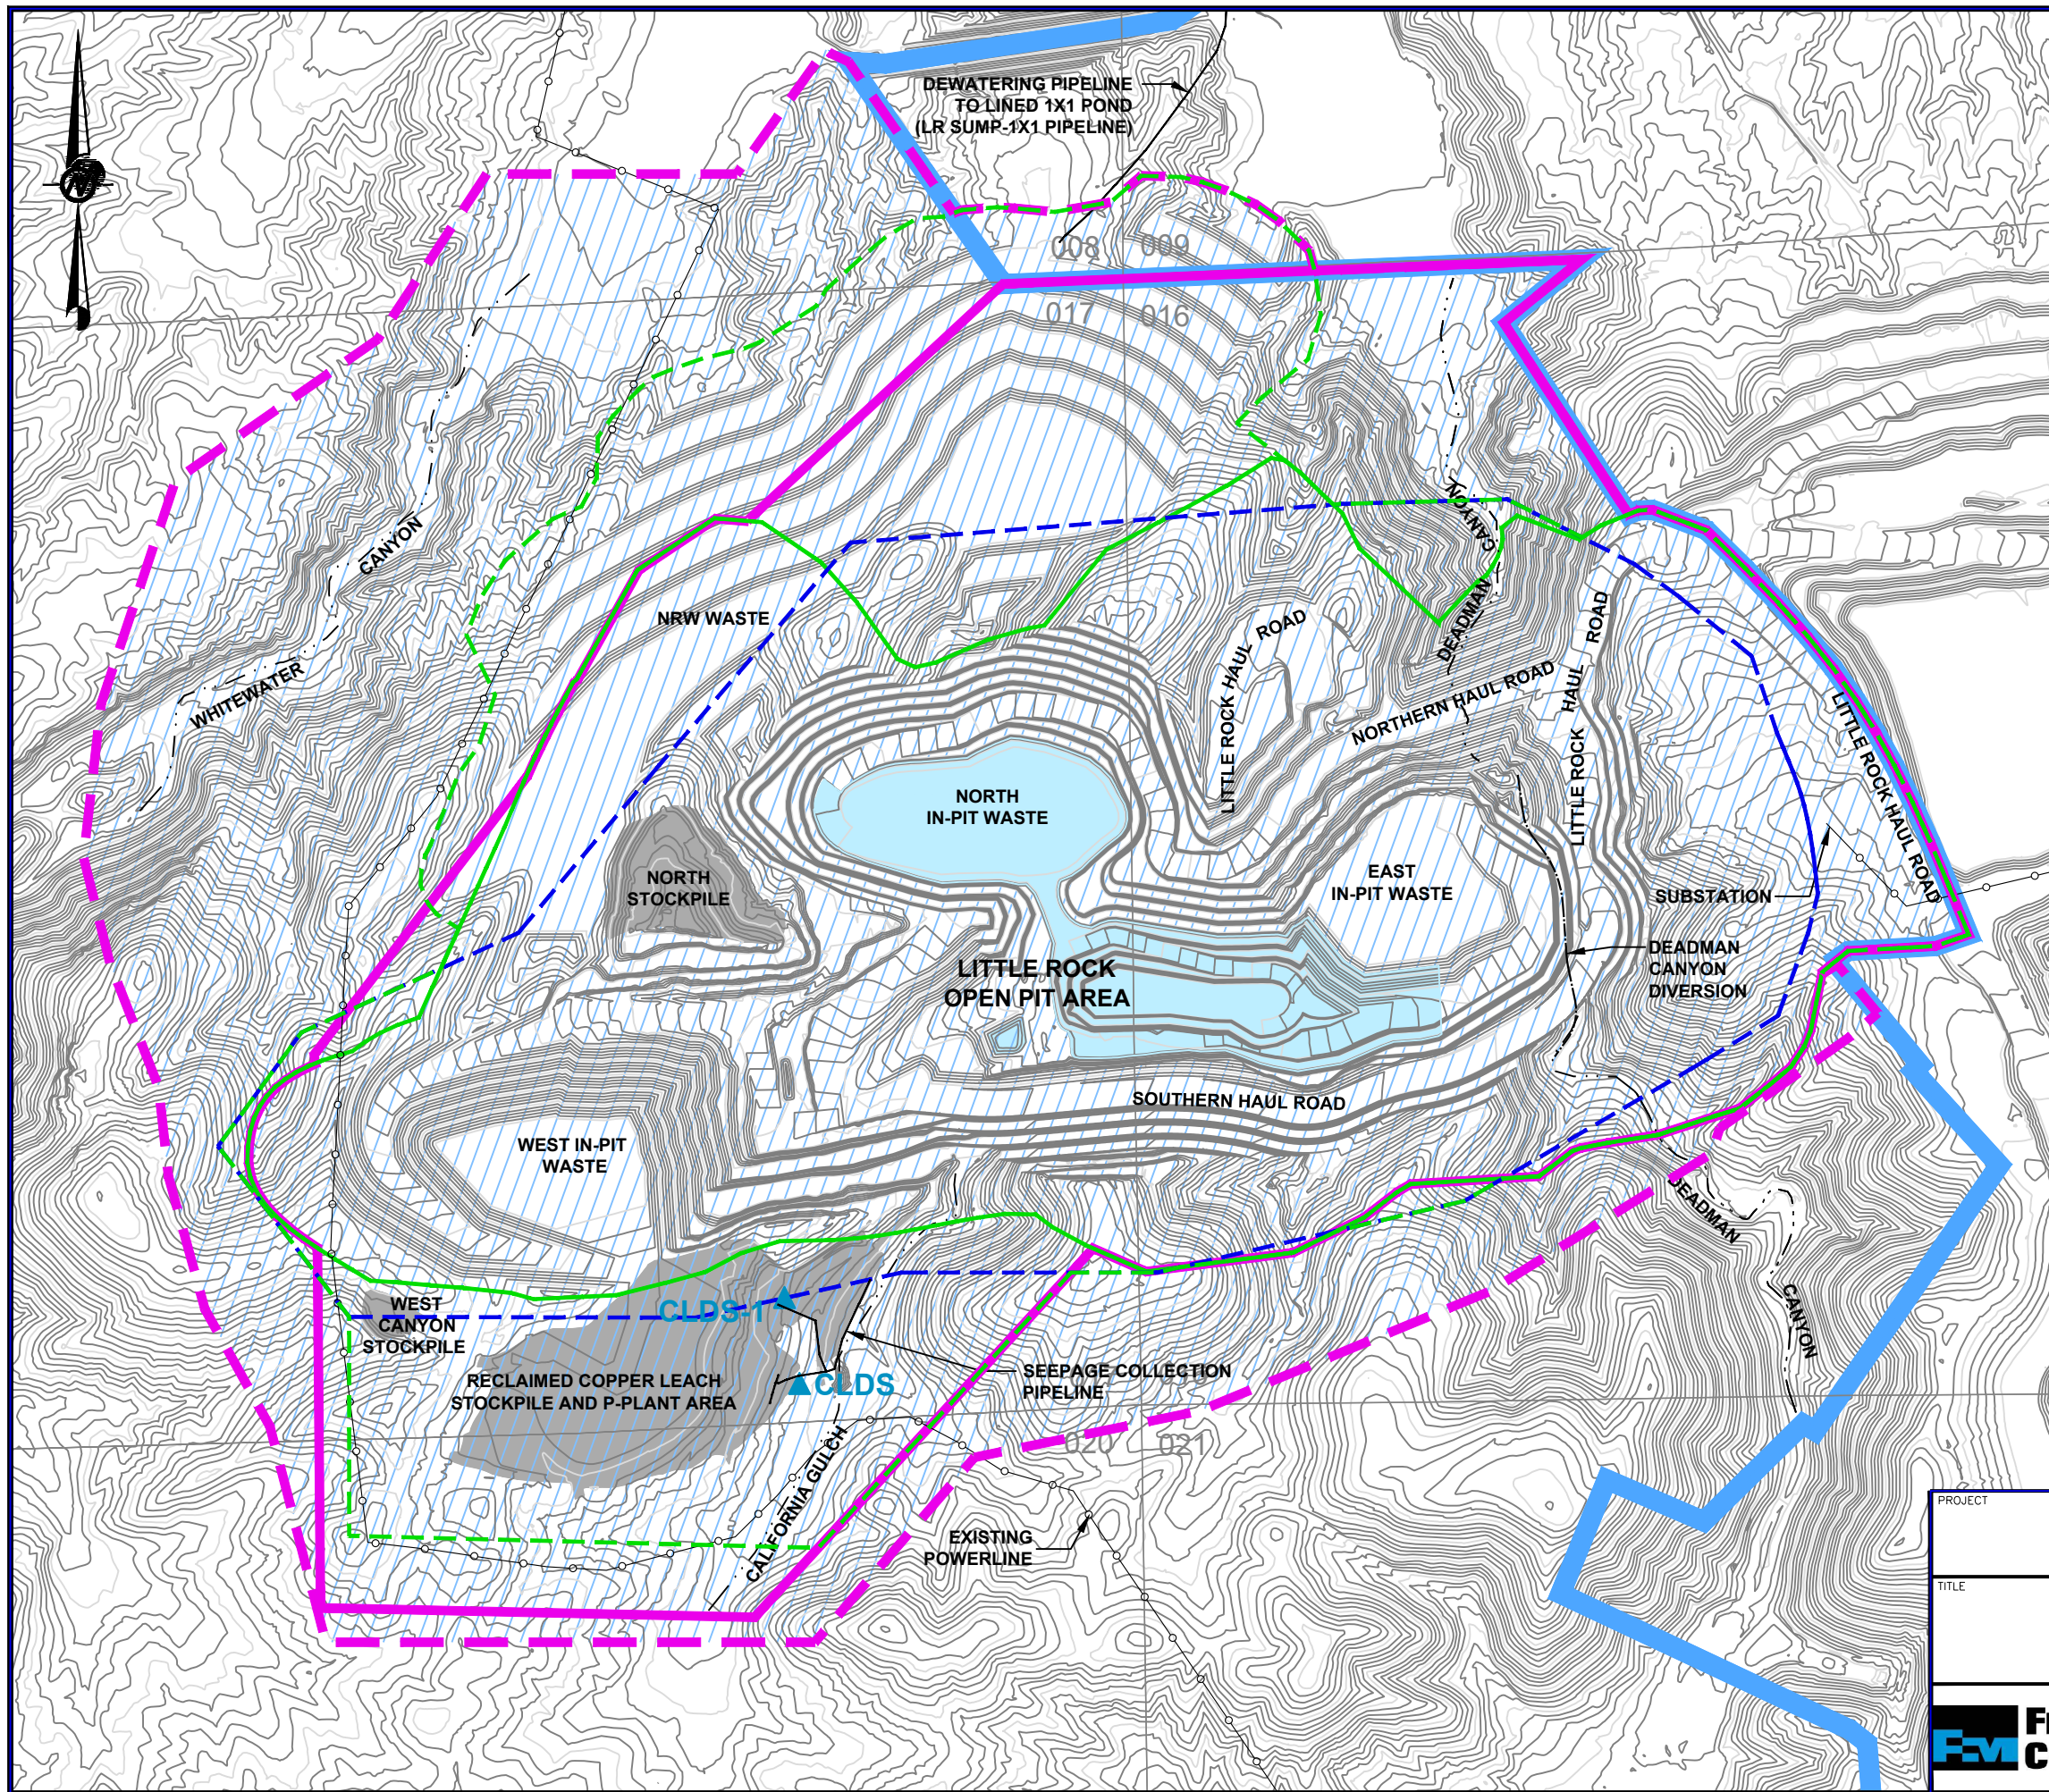 DEWATERING PIPELINE
TO LINED 1X1 POND
(LR SUMP-1X1 PIPELINE)
008
009
017
016
CANYON
WHITEWATER
NRW WASTE
CANYON
DEADMAN
LITTLE ROCK HAUL ROAD
NORTHERN HAUL ROAD
LITTLE ROCK HAUL ROAD
LITTLE ROCK HAUL ROAD
NORTH
IN-PIT WASTE
NORTH
STOCKPILE
EAST
IN-PIT WASTE
SUBSTATION
DEADMAN
CANYON
DIVERSION
LITTLE ROCK
OPEN PIT AREA
SOUTHERN HAUL ROAD
WEST IN-PIT
WASTE
DEADMAN
CANYON
WEST
CANYON
STOCKPILE
CLDS-1
CLDS
RECLAIMED COPPER LEACH
STOCKPILE AND P-PLANT AREA
SEEPAGE COLLECTION
PIPELINE
020
021
CALIFORNIA GULCH
EXISTING
POWERLINE
PROJECT
TITLE